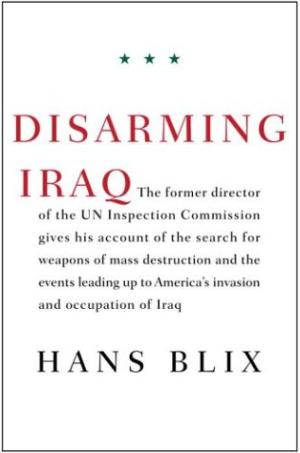 DISARMING
IRAQ The former director
of the UN Inspection Commission
gives his account of the search for
weapons of mass destruction and the
events leading up to America's invasion
and occupation of Iraq
HANS BLIX